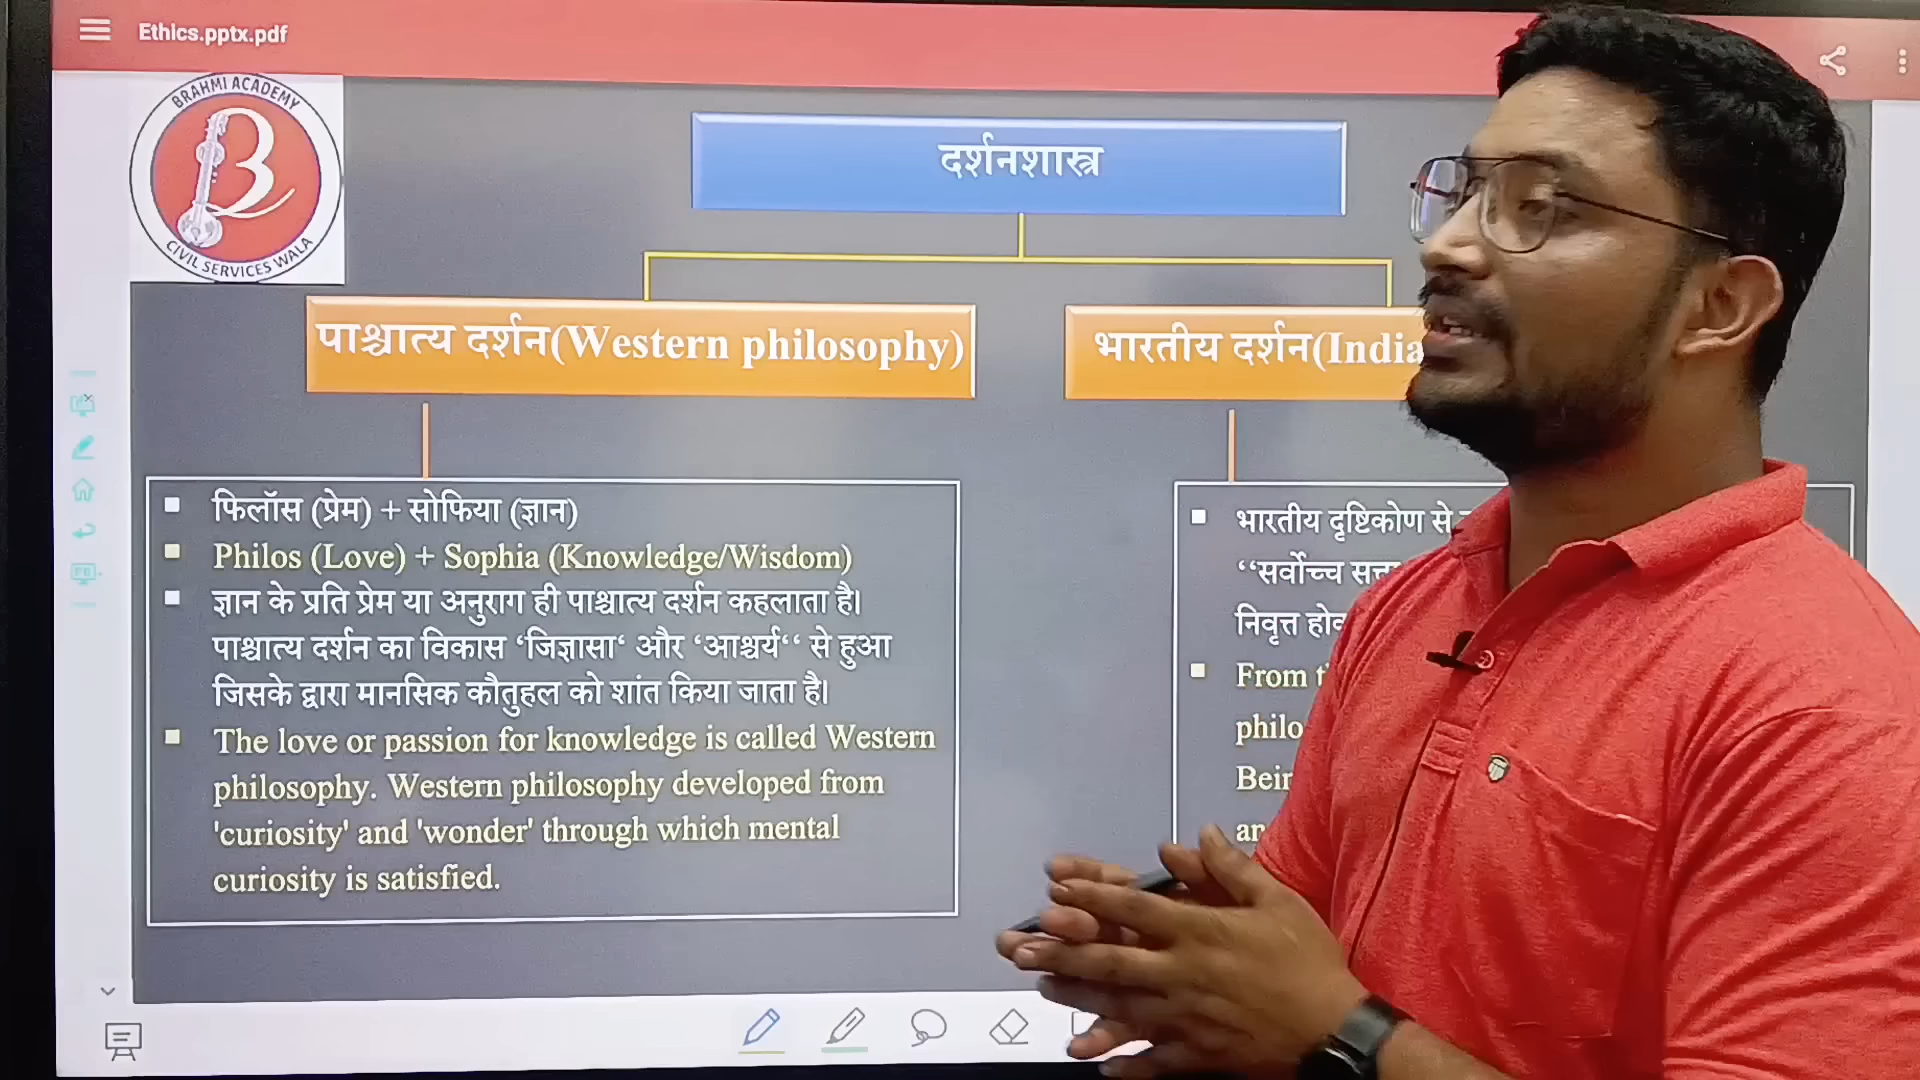 Ethics.pptx.pdf
BRAHMI ACADEMY
CIVIL SERVICES WALA
दर्शनशास्त्र
पाश्चात्य दर्शन(Western philosophy)
भारतीय दर्शन(India
फिलॉस (प्रेम) + सोफिया (ज्ञान)
Philos (Love) + Sophia (Knowledge/Wisdom)
ज्ञान के प्रति प्रेम या अनुराग ही पाश्चात्य दर्शन कहलाता है।
पाश्चात्य दर्शन का विकास ‘जिज्ञासा‘ और ‘आश्चर्य‘‘ से हुआ
जिसके द्वारा मानसिक कौतुहल को शांत किया जाता है।
The love or passion for knowledge is called Western
philosophy. Western philosophy developed from
'curiosity' and 'wonder' through which mental
curiosity is satisfied.
भारतीय दृष्टिकोण से
‘‘सर्वोच्च सत्ता
निवृत्त
From